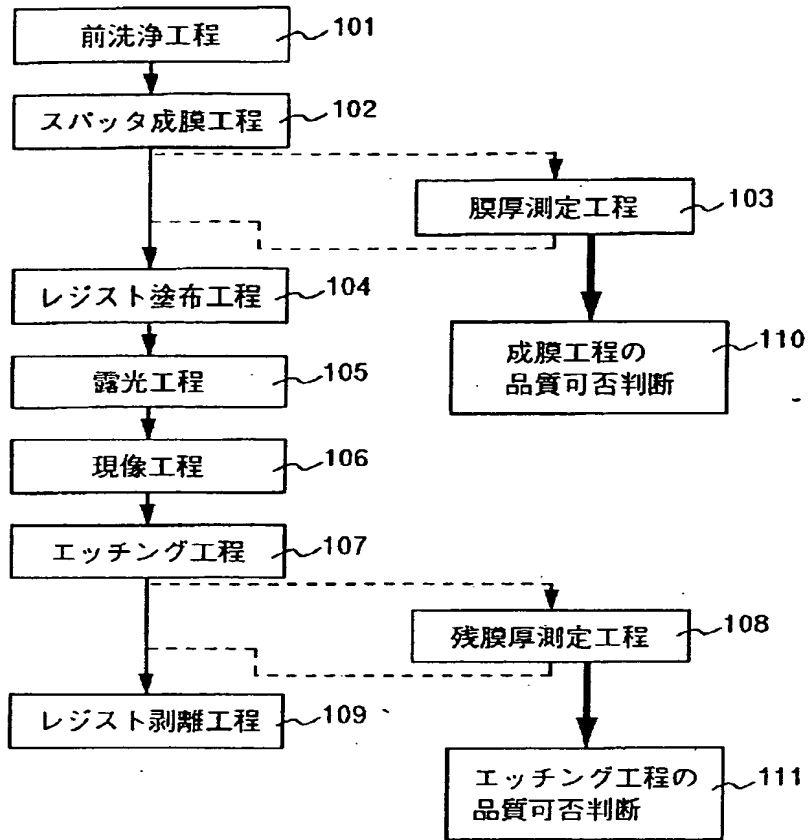 前洗浄工程
101
スパッタ成膜工程
102
膜厚測定工程
103
レジスト塗布工程
104
成膜工程の
品質可否判断
110
露光工程
105
現像工程
106
エッチング工程
107
残膜厚測定工程
108
レジスト剥離工程
109
エッチング工程の
品質可否判断
111